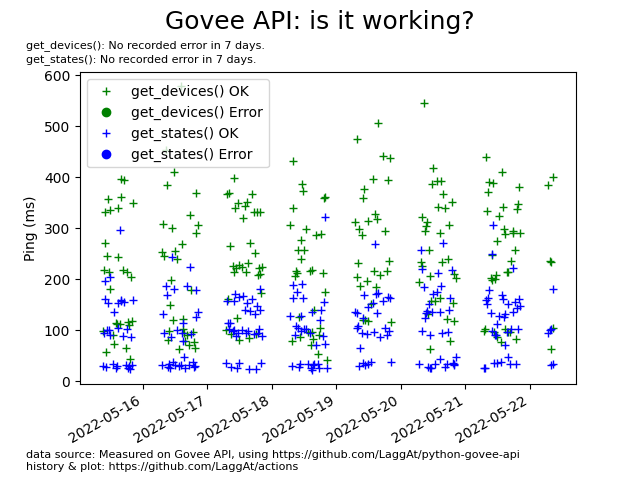 Govee API: is it working?
get_devices(): No recorded error in 7 days.
get_states(): No recorded error in 7 days.
600
500
400
300
200
100
0
Ping (ms)
get_devices() OK
get_devices() Error
get_states() OK
get_states() Error
2022-05-16
2022-05-17
2022-05-18
2022-05-19
2022-05-20
2022-05-21
2022-05-22
data source: Measured on Govee API, using https://github.com/LaggAt/python-govee-api
history & plot: https://github.com/LaggAt/actions